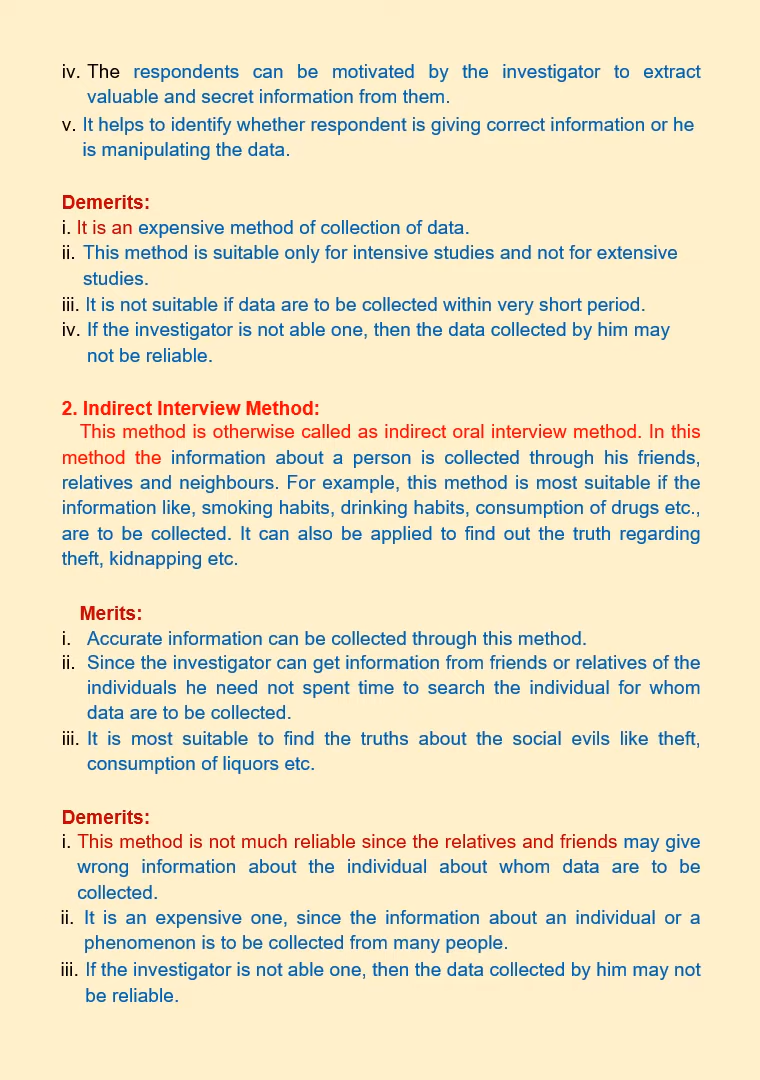 iv. The respondents can be motivated by the investigator to extract
valuable and secret information from them.
v. It helps to identify whether respondent is giving correct information or he
is manipulating the data.
Demerits:
i. It is an expensive method of collection of data.
ii. This method is suitable only for intensive studies and not for extensive
studies.
iii. It is not suitable if data are to be collected within very short period.
iv. If the investigator is not able one, then the data collected by him may
not be reliable.
2. Indirect Interview Method:
This method is otherwise called as indirect oral interview method. In this
method the information about a person is collected through his friends,
relatives and neighbours. For example, this method is most suitable if the
information like, smoking habits, drinking habits, consumption of drugs etc.,
are to be collected. It can also be applied to find out the truth regarding
theft, kidnapping etc.
Merits:
i. Accurate information can be collected through this method.
ii. Since the investigator can get information from friends or relatives of the
individuals he need not spent time to search the individual for whom
data are to be collected.
iii. It is most suitable to find the truths about the social evils like theft,
consumption of liquors etc.
Demerits:
i. This method is not much reliable since the relatives and friends may give
wrong information about the individual about whom data are to be
collected.
ii. It is an expensive one, since the information about an individual or a
phenomenon is to be collected from many people.
iii. If the investigator is not able one, then the data collected by him may not
be reliable.